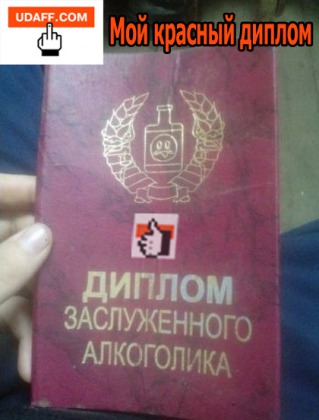 UDAFF.COM
Мой красный диплом
ДИПЛОМ
ЗАСЛУЖЕННОГО
АЛКОГОЛИКА